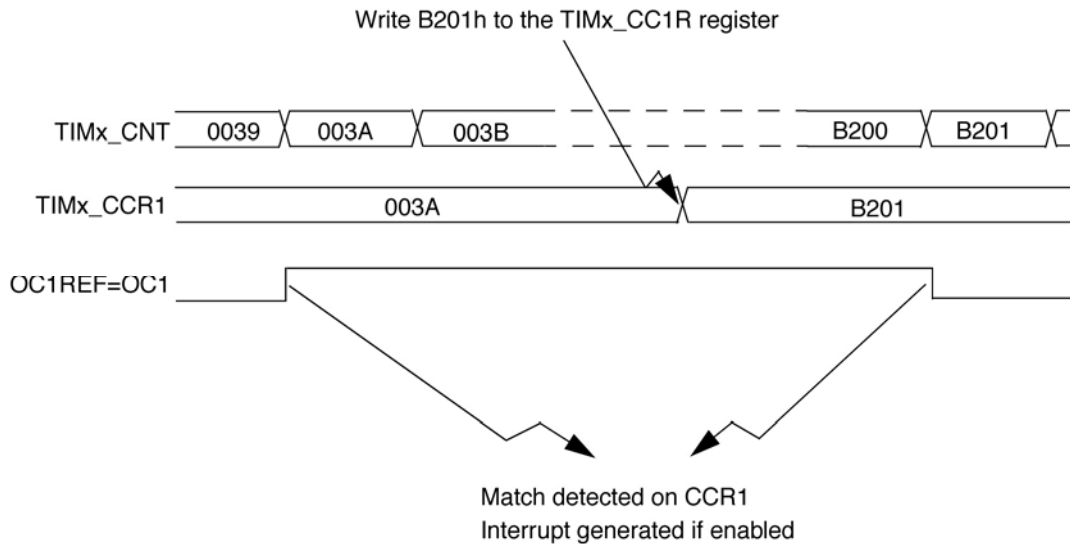 Write B201h to the TIMx_CC1R register
TIMx_CNT 0039 003A 003B B200 B201
TIMx_CCR1 003A B201
OC1REF=OC1
Match detected on CCR1
Interrupt generated if enabled